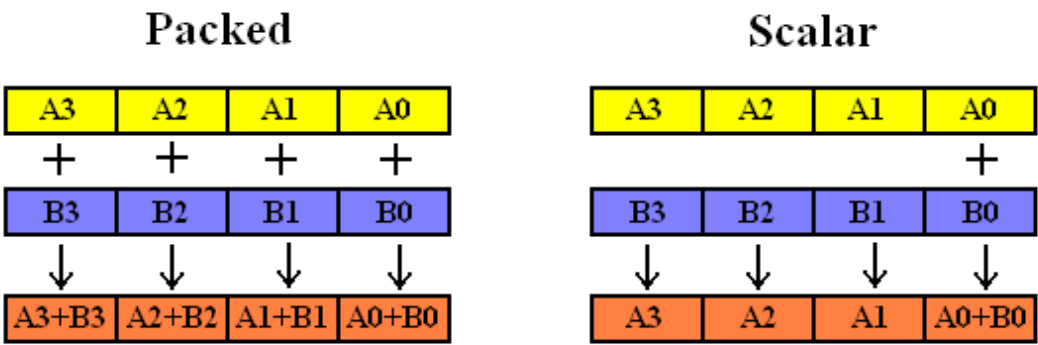 Packed Scalar
A3 A2 A1 A0 A3 A2 A1 A0
+ + + + +
B3 B2 B1 B0 B3 B2 B1 B0
A3+B3 A2+B2 A1+B1 A0+B0 A3 A2 A1 A0+B0